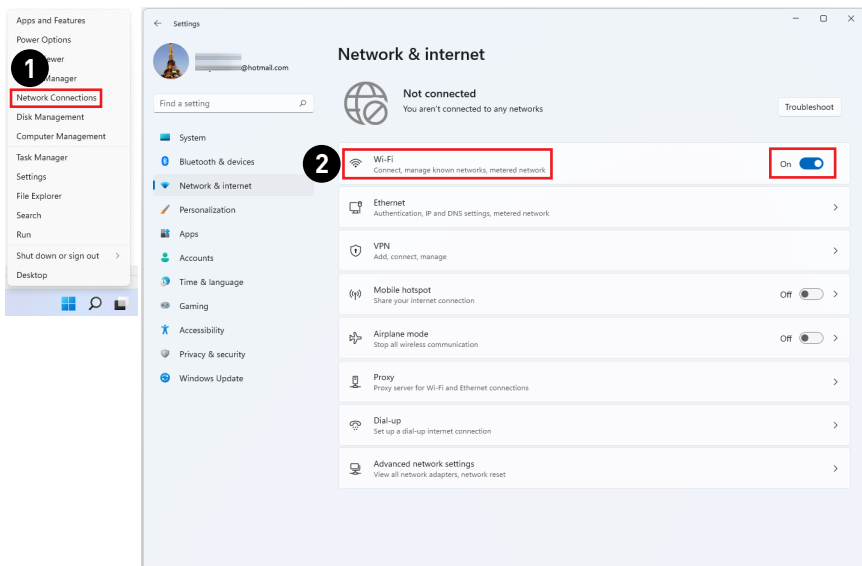 Apps and Features
Power Options
ewer
Manager
1
Network Connections
Disk Management
Computer Management
Task Manager
Settings
File Explorer
Search
Run
Shut down or sign out
Desktop
Settings
@hotmail.com
Find a setting
System
Bluetooth & devices
Network & internet
Personalization
Apps
Accounts
Time & language
Gaming
Accessibility
Privacy & security
Windows Update
Network & internet
Not connected
You aren't connected to any networks
Troubleshoot
2
Wi-Fi
Connect, manage known networks, metered network
On
Ethernet
Authentication, IP and DNS settings, metered network
VPN
Add, connect, manage
Mobile hotspot
Share your internet connection
Off
Airplane mode
Stop all wireless communication
Off
Proxy
Proxy server for Wi-Fi and Ethernet connections
Dial-up
Set up a dial-up internet connection
Advanced network settings
View all network adapters, network reset